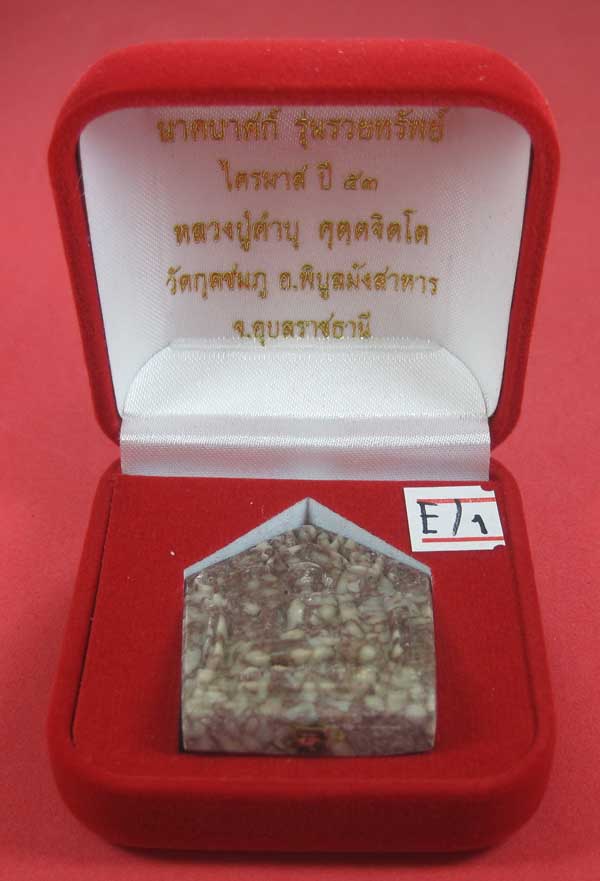 นาคบาศก์ รุ่นรวยทรัพย์
ไตรมาส ปี ๕๓
หลวงปู่คำบุ คุตตจิตโต
วัดกุดชมภู อ.พิบูลมังสาหาร
จ.อุบลราชธานี
E/1